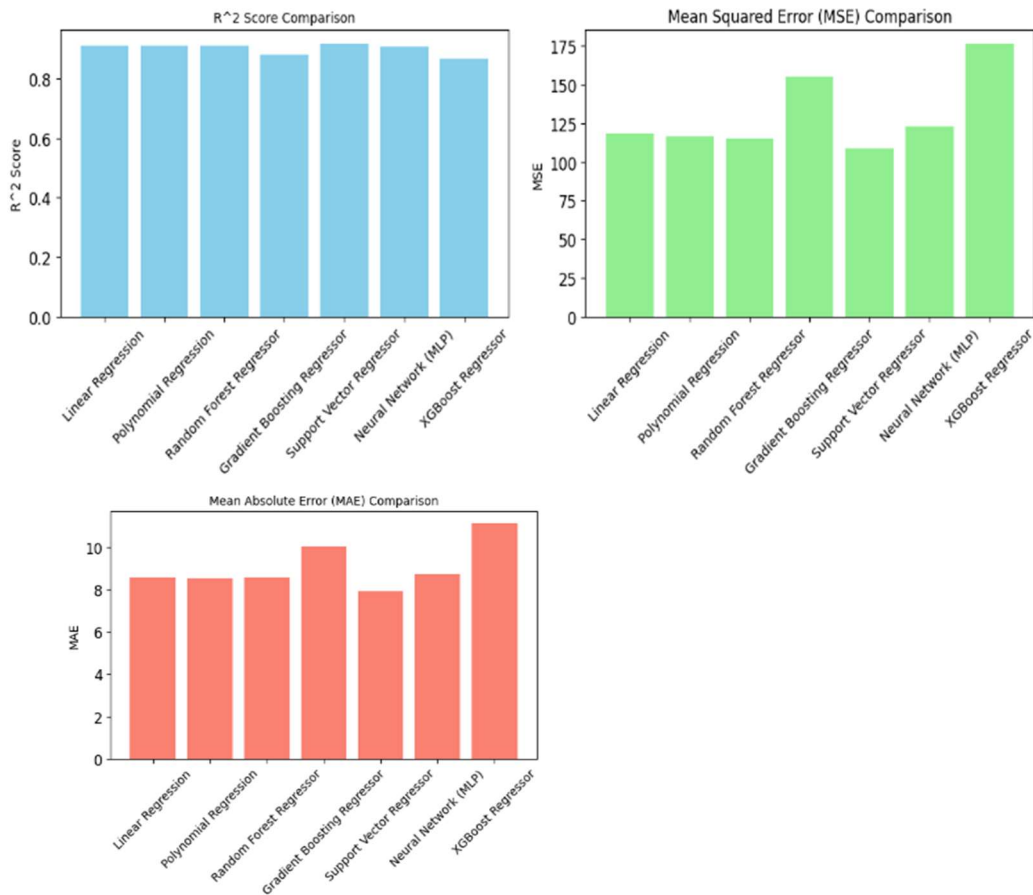 R^2 Score Comparison
R^2 Score
0.8
0.6
0.4
0.2
0.0
Linear Regression
Polynomial Regression
Random Forest Regressor
Gradient Boosting Regressor
Support Vector Regressor
Neural Network (MLP)
XGBoost Regressor
Mean Squared Error (MSE) Comparison
MSE
175
150
125
100
75
50
25
0
Linear Regression
Polynomial Regression
Random Forest Regressor
Gradient Boosting Regressor
Support Vector Regressor
Neural Network (MLP)
XGBoost Regressor
Mean Absolute Error (MAE) Comparison
MAE
10
8
6
4
2
0
Linear Regression
Polynomial Regression
Random Forest Regressor
Gradient Boosting Regressor
Support Vector Regressor
Neural Network (MLP)
XGBoost Regressor